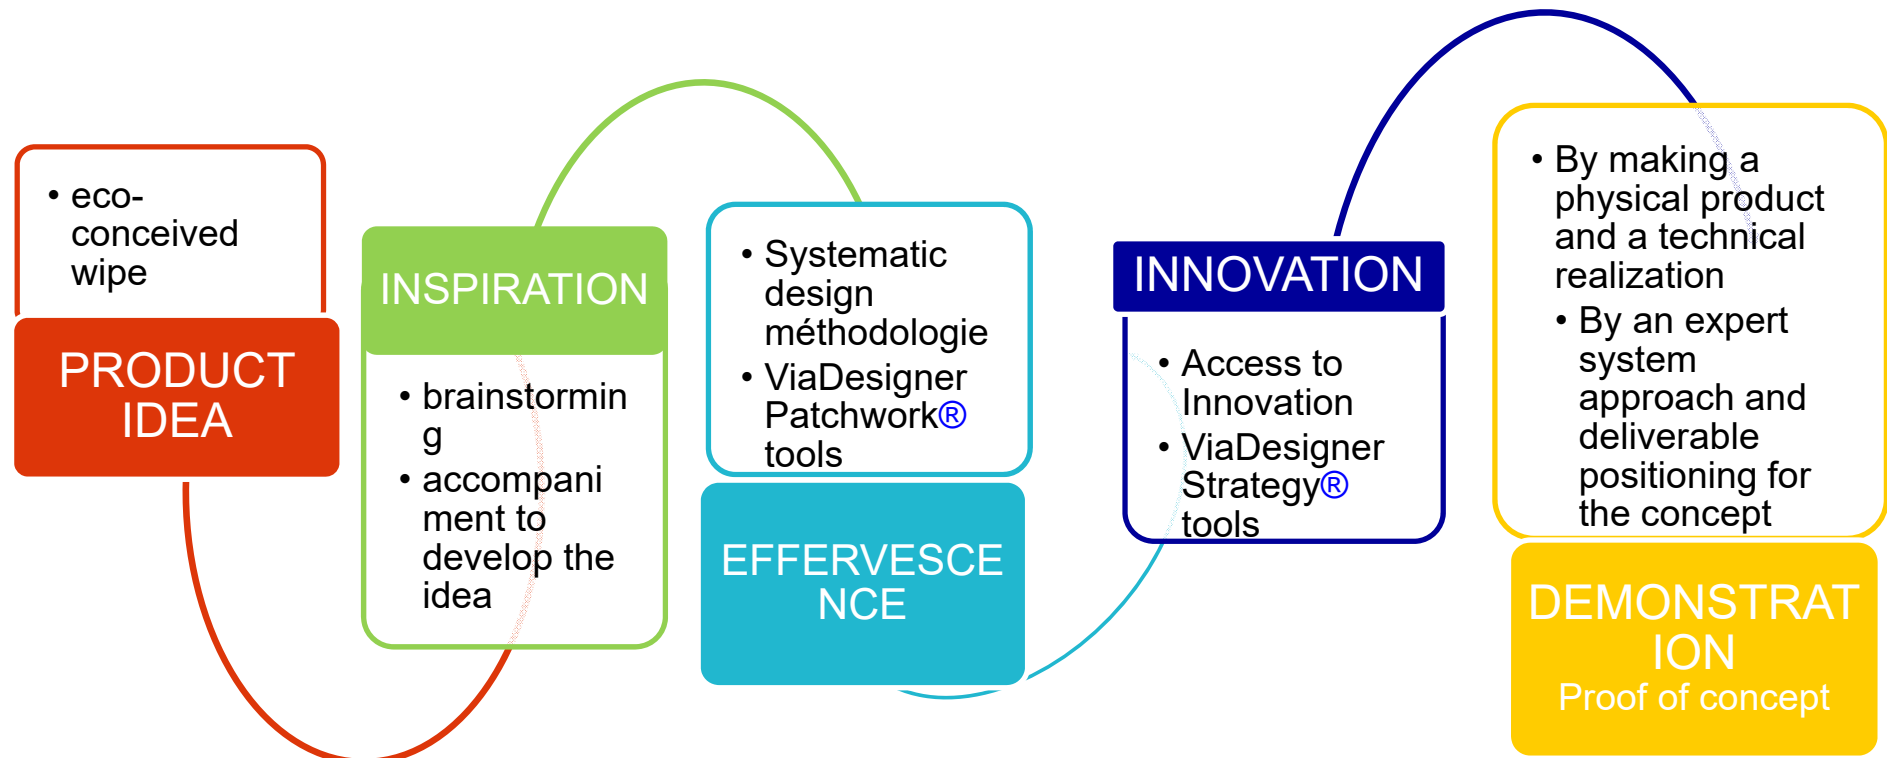 • eco-
conceived
wipe
PRODUCT
IDEA
INSPIRATION
• brainstormin
g
• accompani
ment to
develop the
idea
• Systematic
design
méthodologie
• ViaDesigner
Patchwork®
tools
EFFERVESCE
NCE
INNOVATION
• Access to
Innovation
• ViaDesigner
Strategy®
tools
• By making a
physical product
and a technical
realization
• By an expert
system
approach and
deliverable
positioning for
the concept
DEMONSTRAT
ION
Proof of concept